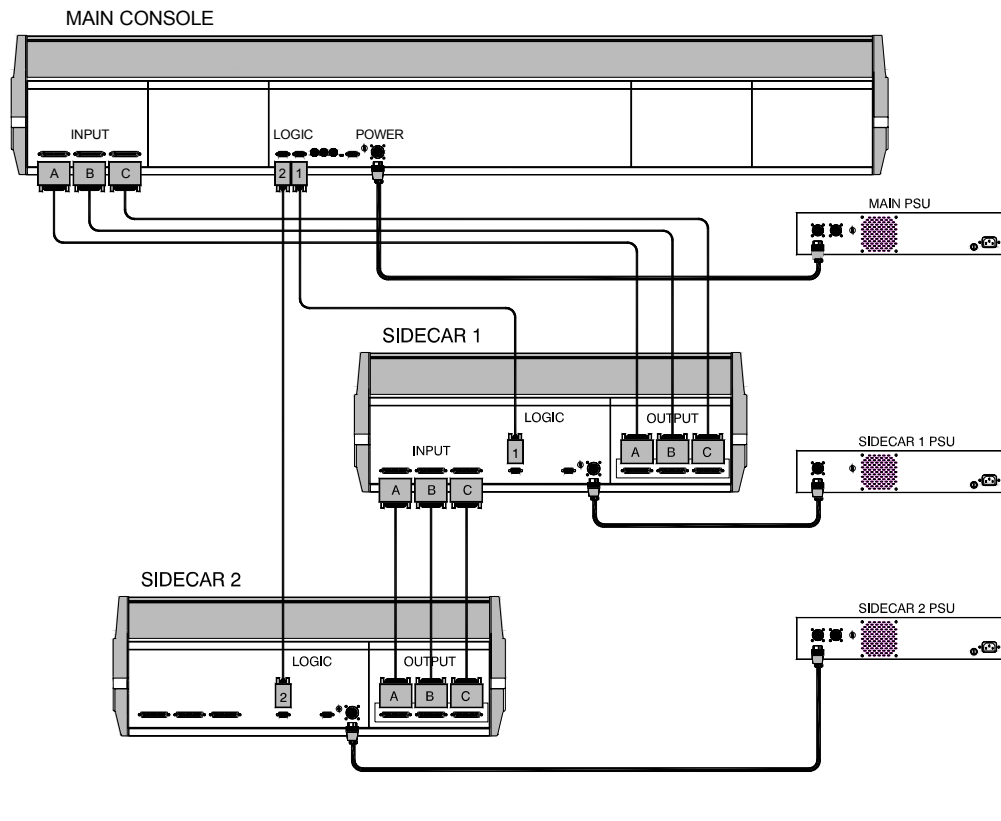 MAIN CONSOLE
INPUT
LOGIC
POWER
A B C
2 1
MAIN PSU
SIDECAR 1
LOGIC
OUTPUT
INPUT
1
A B C
A B C
SIDECAR 1 PSU
SIDECAR 2
LOGIC
OUTPUT
2
A B C
SIDECAR 2 PSU